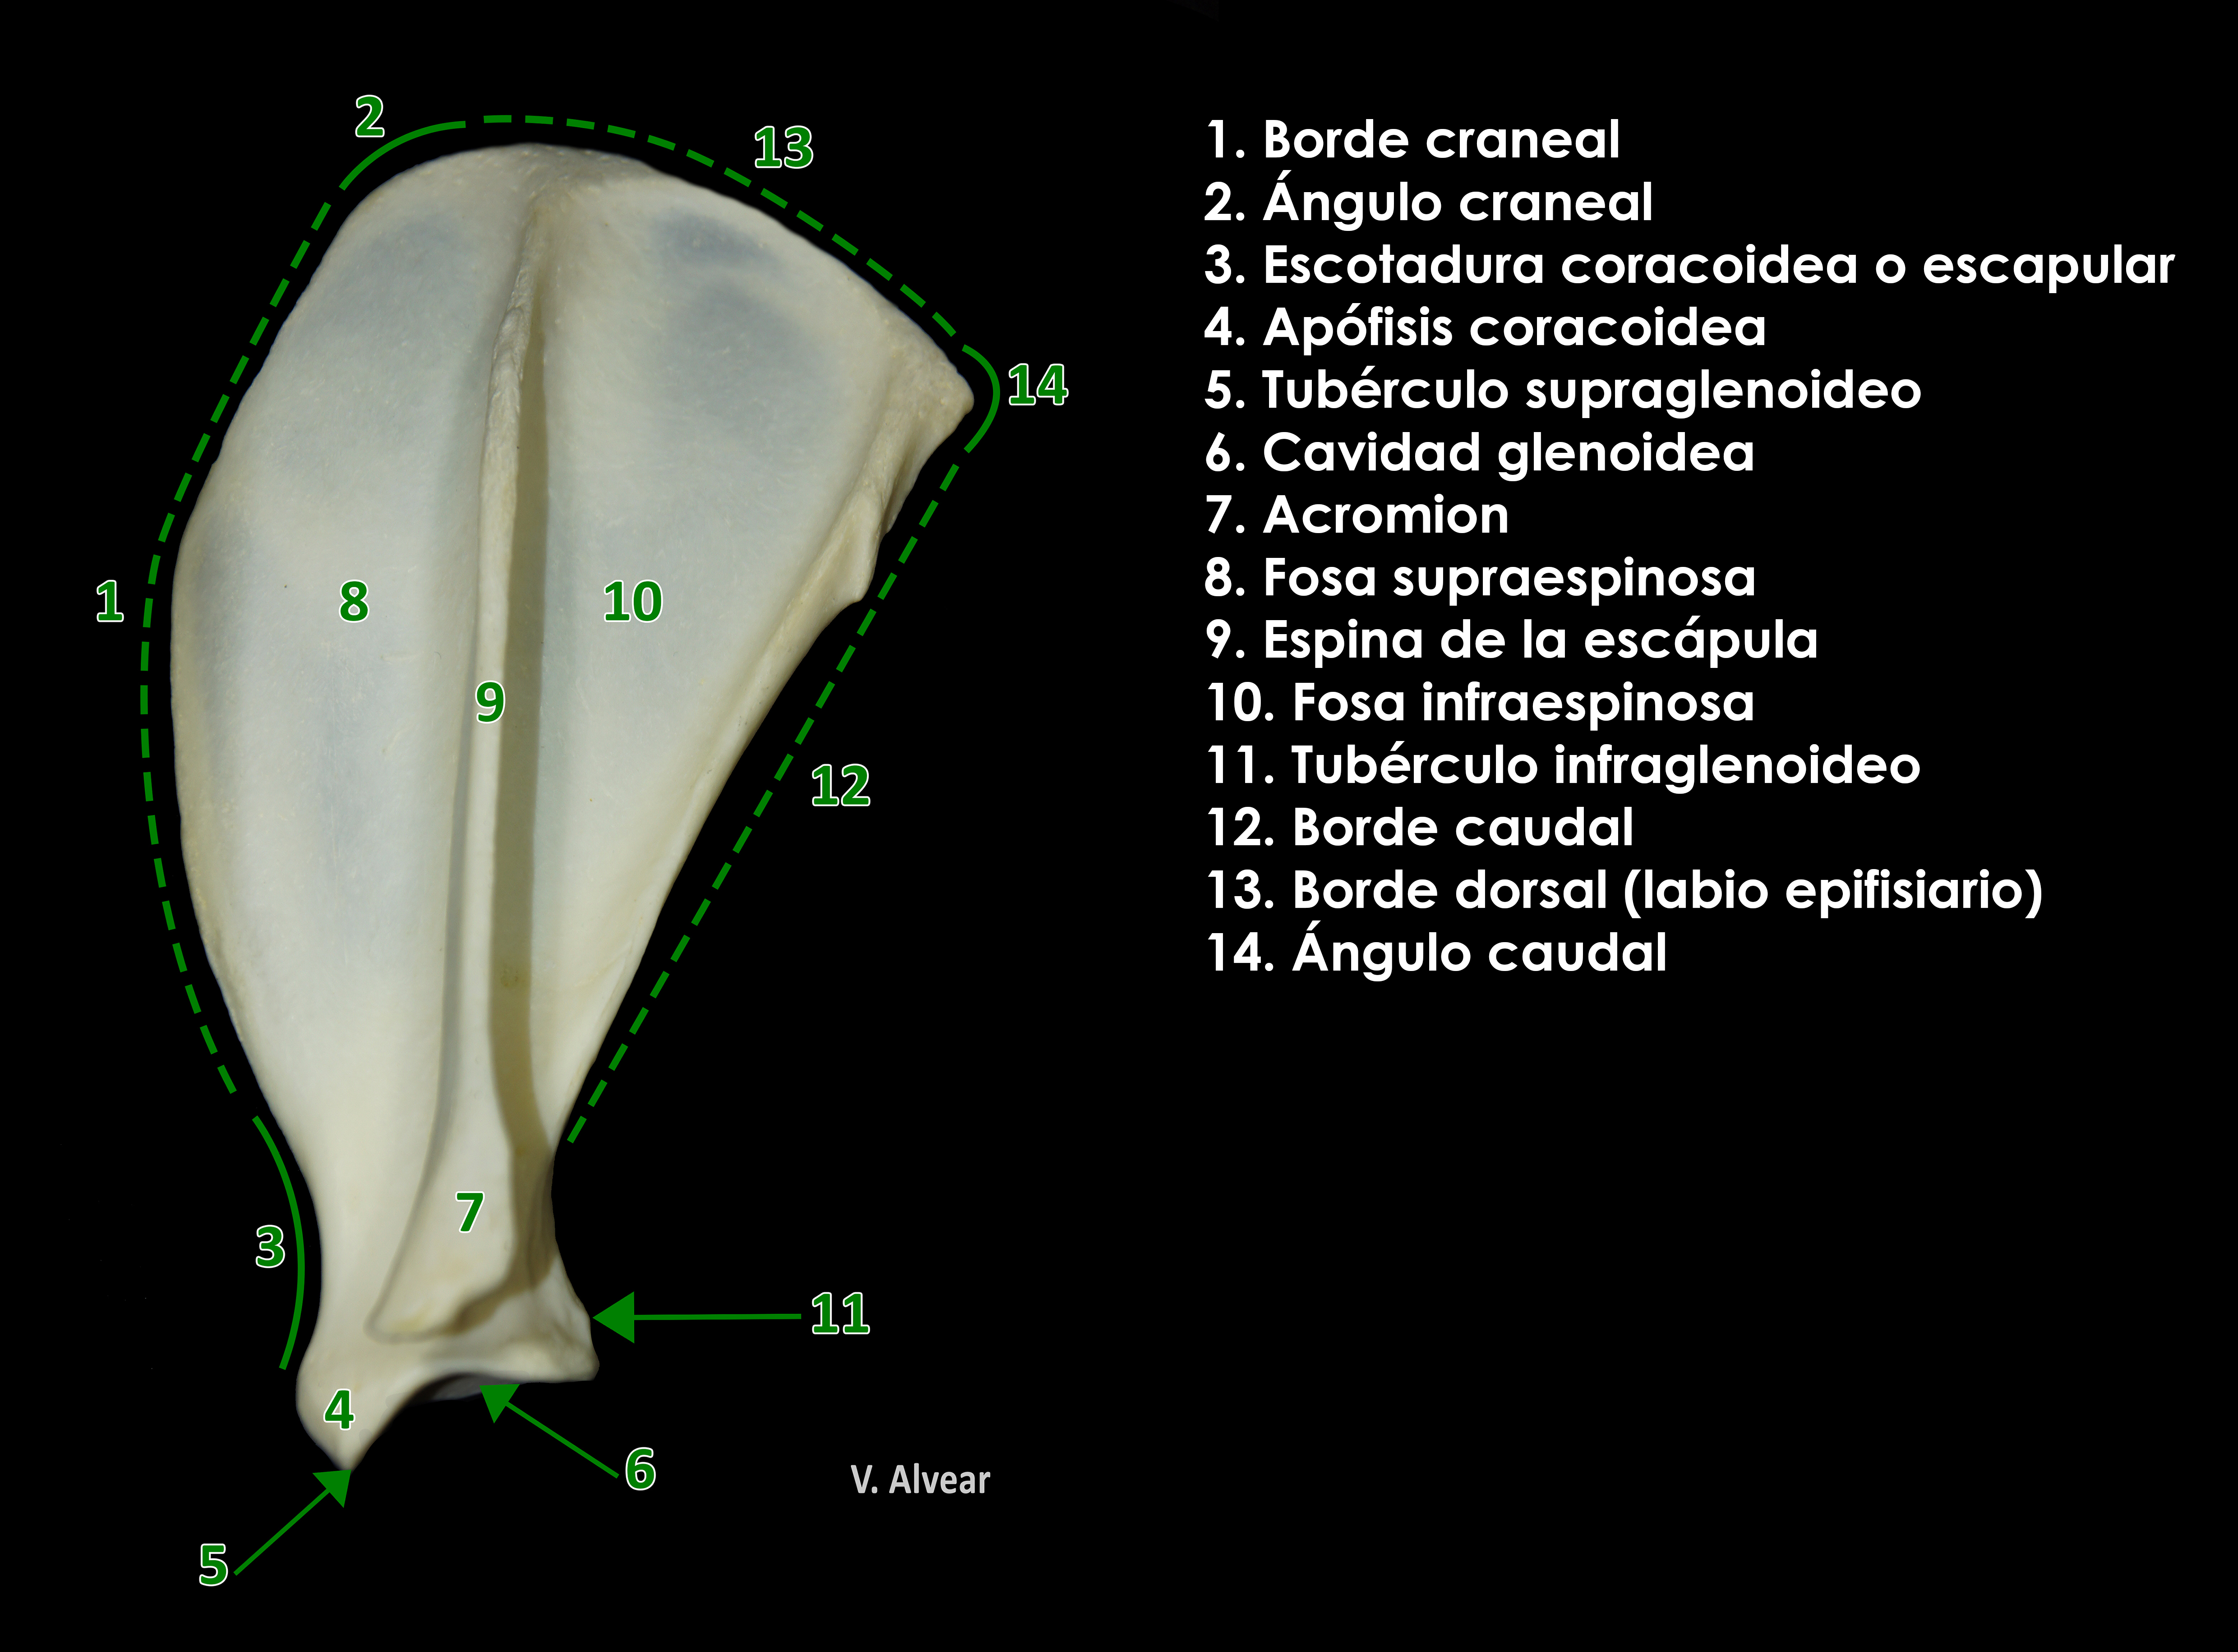 2
13
14
1
8
10
9
12
7
3
11
4
6
5
V. Alvear
1. Borde craneal
2. Ángulo craneal
3. Escotadura coracoidea o escapular
4. Apófisis coracoidea
5. Tubérculo supraglenoideo
6. Cavidad glenoidea
7. Acromion
8. Fosa supraespinosa
9. Espina de la escápula
10. Fosa infraespinosa
11. Tubérculo infraglenoideo
12. Borde caudal
13. Borde dorsal (labio epifisiario)
14. Ángulo caudal